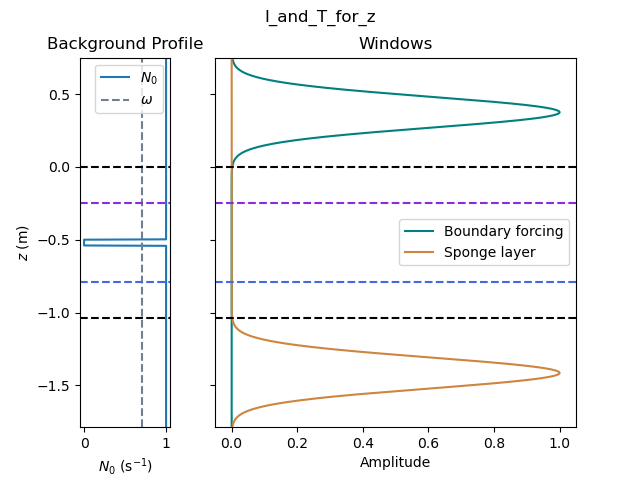 I_and_T_for_z
Background Profile
Windows
N₀
ω
0.5
0.0
−0.5
−1.0
−1.5
z (m)
Boundary forcing
Sponge layer
0 1
0.0 0.2 0.4 0.6 0.8 1.0
N₀ (s⁻¹)
Amplitude